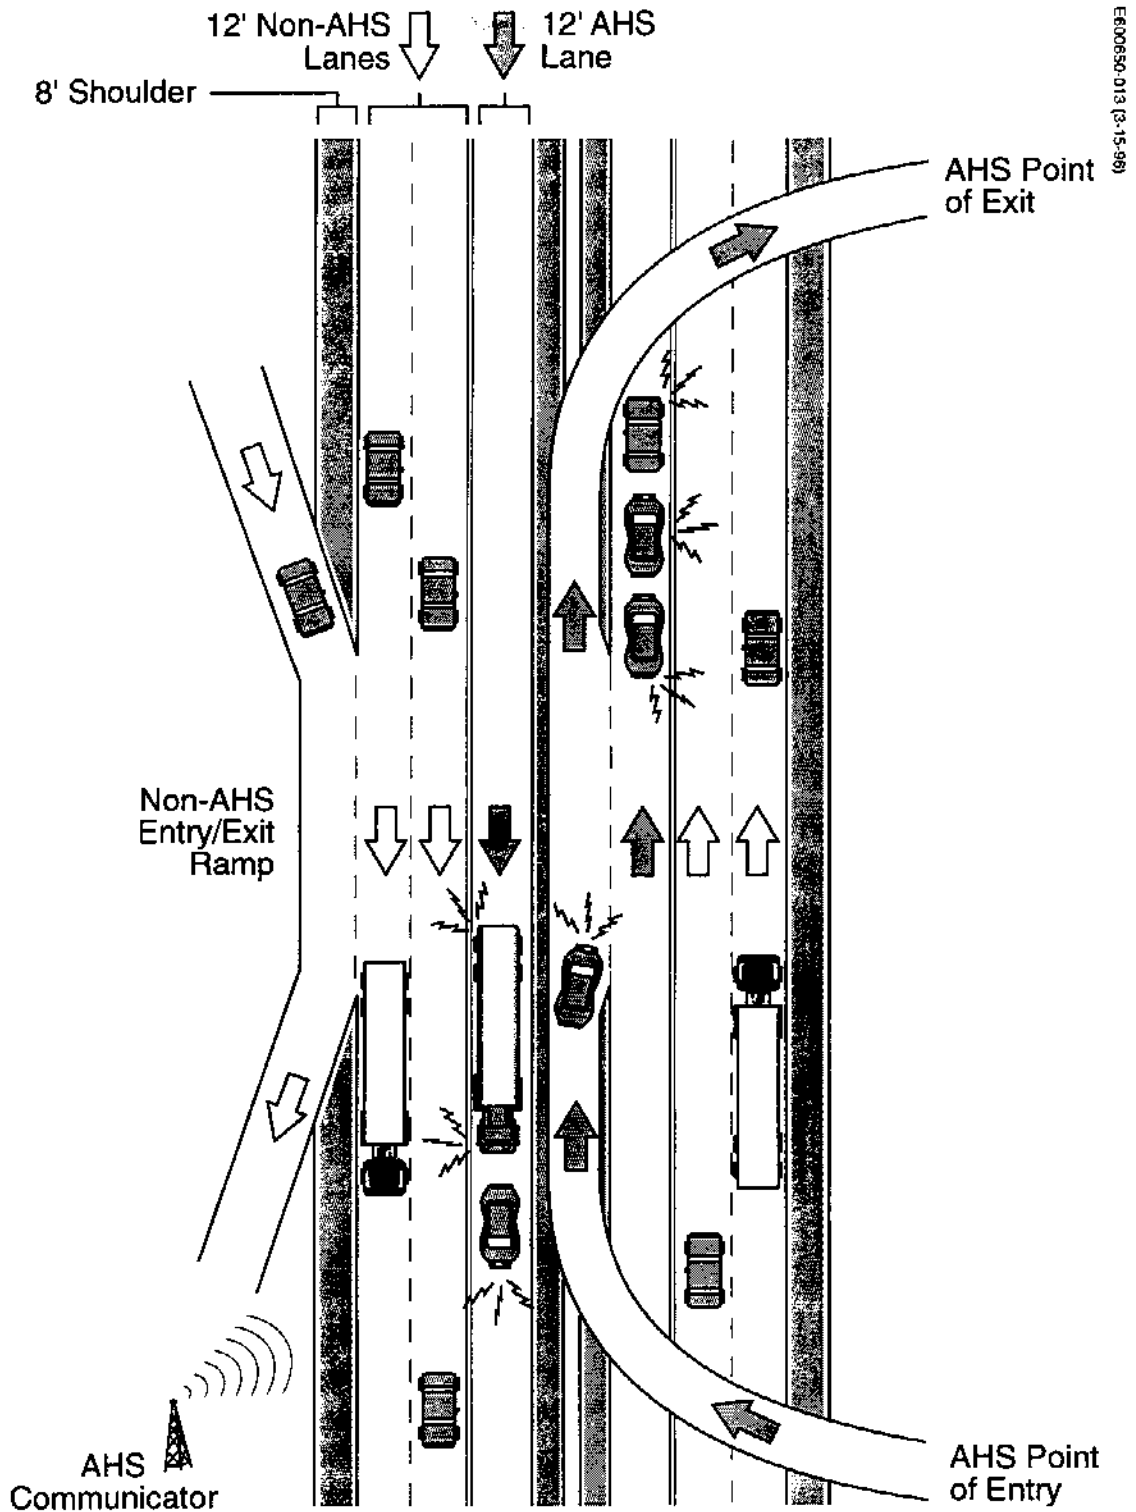 12' Non-AHS
Lanes
12' AHS
Lane
8' Shoulder
E600650-013 (3-15-96)
AHS Point
of Exit
Non-AHS
Entry/Exit
Ramp
AHS
Communicator
AHS Point
of Entry